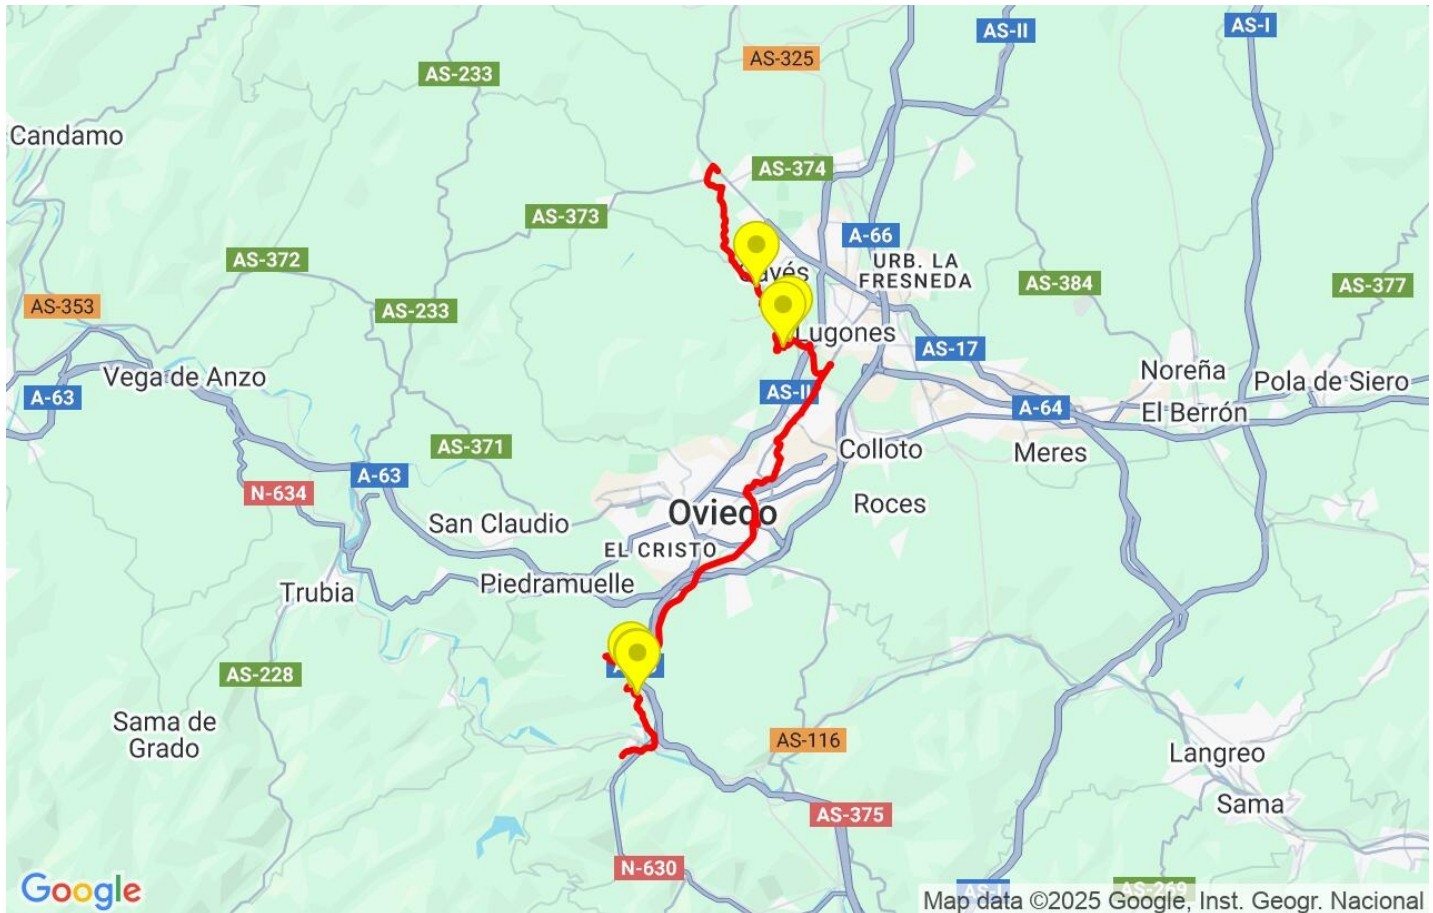 AS-II
AS-I
AS-325
AS-233
Candamo
AS-374
AS-373
A-66
AS-372
URB. LA
FRESNEDA
AS-384
AS-377
AS-353
AS-233
Lugones
AS-17
Noreña
Vega de Anzo
Pola de Siero
A-63
AS-II
A-64
El Berrón
AS-371
Colloto
Meres
A-63
N-634
San Claudio
Oviedo
Roces
EL CRISTO
Piedramuelle
Trubia
AS-228
Sama de
Grado
AS-116
Langreo
Sama
AS-375
N-630
Google
AS-I
AS-269
Map data ©2025 Google, Inst. Geogr. Nacional